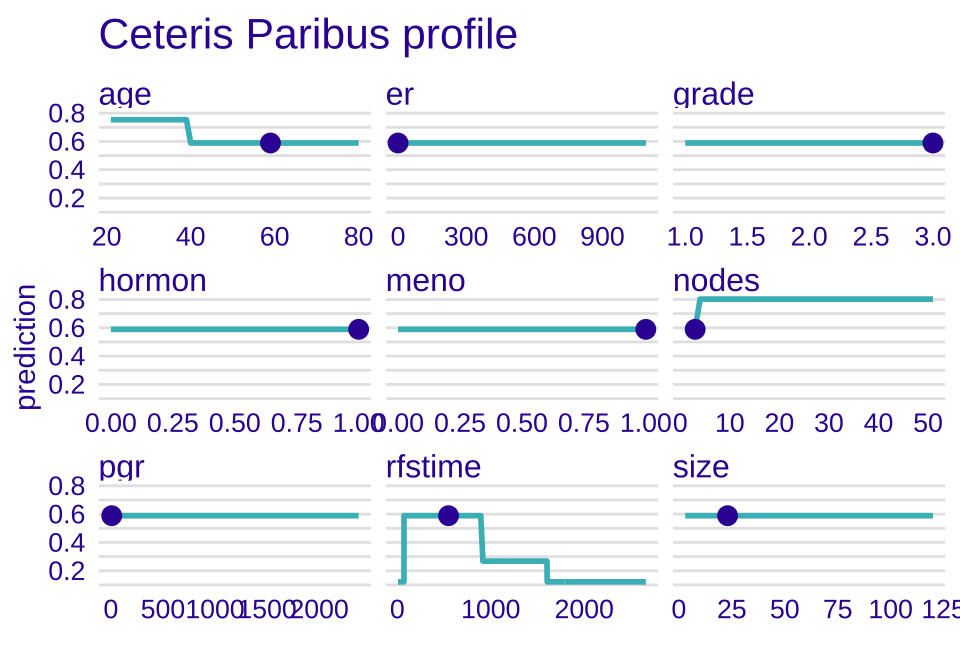 Ceteris Paribus profile
age er grade
0.8
0.6
0.4
0.2
20 40 60 80 0 300 600 900 1.0 1.5 2.0 2.5 3.0
hormon meno nodes
0.8
0.6
0.4
0.2
prediction
0.00 0.25 0.50 0.75 1.00 0.00 0.25 0.50 0.75 1.00 0 10 20 30 40 50
pgr rfstime size
0.8
0.6
0.4
0.2
0 500 1000 1500 2000 0 1000 2000 0 25 50 75 100 125